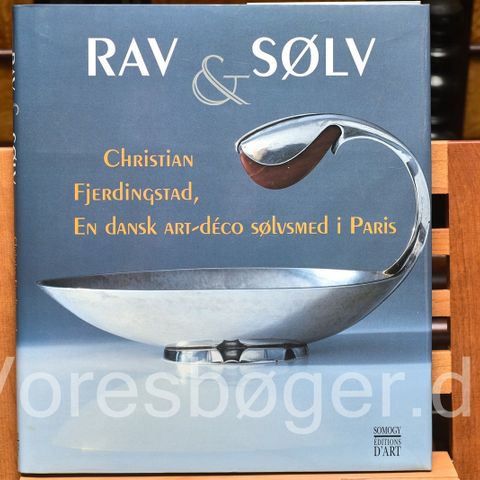 RAV & SØLV
CHRISTIAN
FJERDINGSTAD,
EN DANSK ART-DÉCO SØLVSMED I PARIS
Voresbøger.d
SOMOGY
ÉDITIONS
D'ART